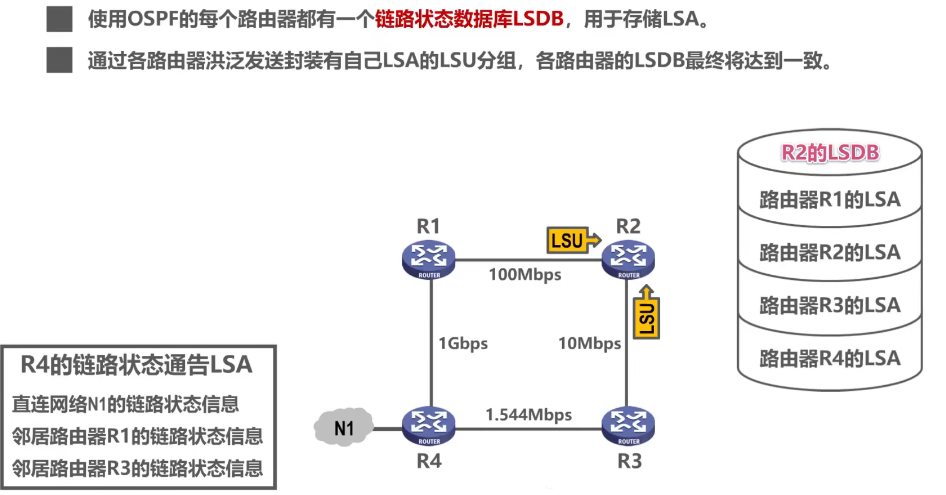 使用OSPF的每个路由器都有一个链路状态数据库LSDB，用于存储LSA。
通过各路由器洪泛发送封装有自己LSA的LSU分组，各路由器的LSDB最终将达到一致。
R2的LSDB
路由器R1的LSA
路由器R2的LSA
路由器R3的LSA
路由器R4的LSA
R1
LSU
R2
ROUTER
100Mbps
ROUTER
LSU
1Gbps
10Mbps
R4的链路状态通告LSA
直连网络N1的链路状态信息
邻居路由器R1的链路状态信息
邻居路由器R3的链路状态信息
N1
1.544Mbps
ROUTER
ROUTER
R4
R3